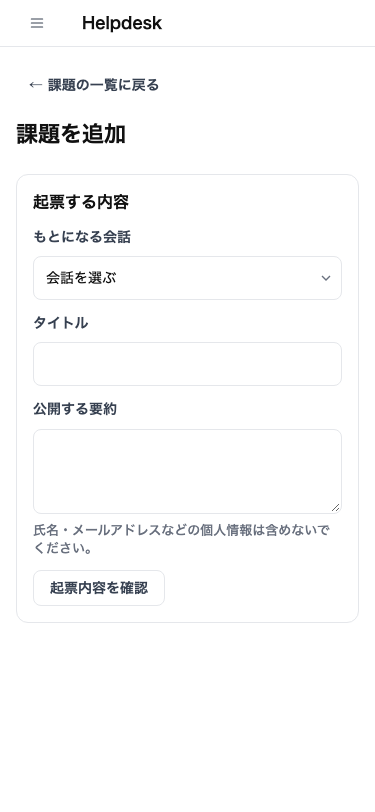 Helpdesk
← 課題の一覧に戻る
課題を追加
起票する内容
もとになる会話
会話を選ぶ
タイトル
公開する要約
氏名・メールアドレスなどの個人情報は含めないで
ください。
起票内容を確認